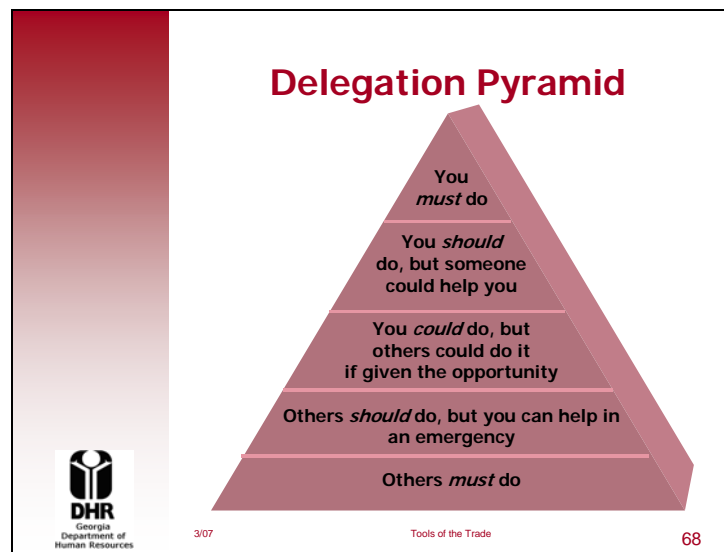 Delegation Pyramid
You
must do
You should
do, but someone
could help you
You could do, but
others could do it
if given the opportunity
Others should do, but you can help in
an emergency
Others must do
DHR
Georgia
Department of
Human Resources
3/07
Tools of the Trade
68